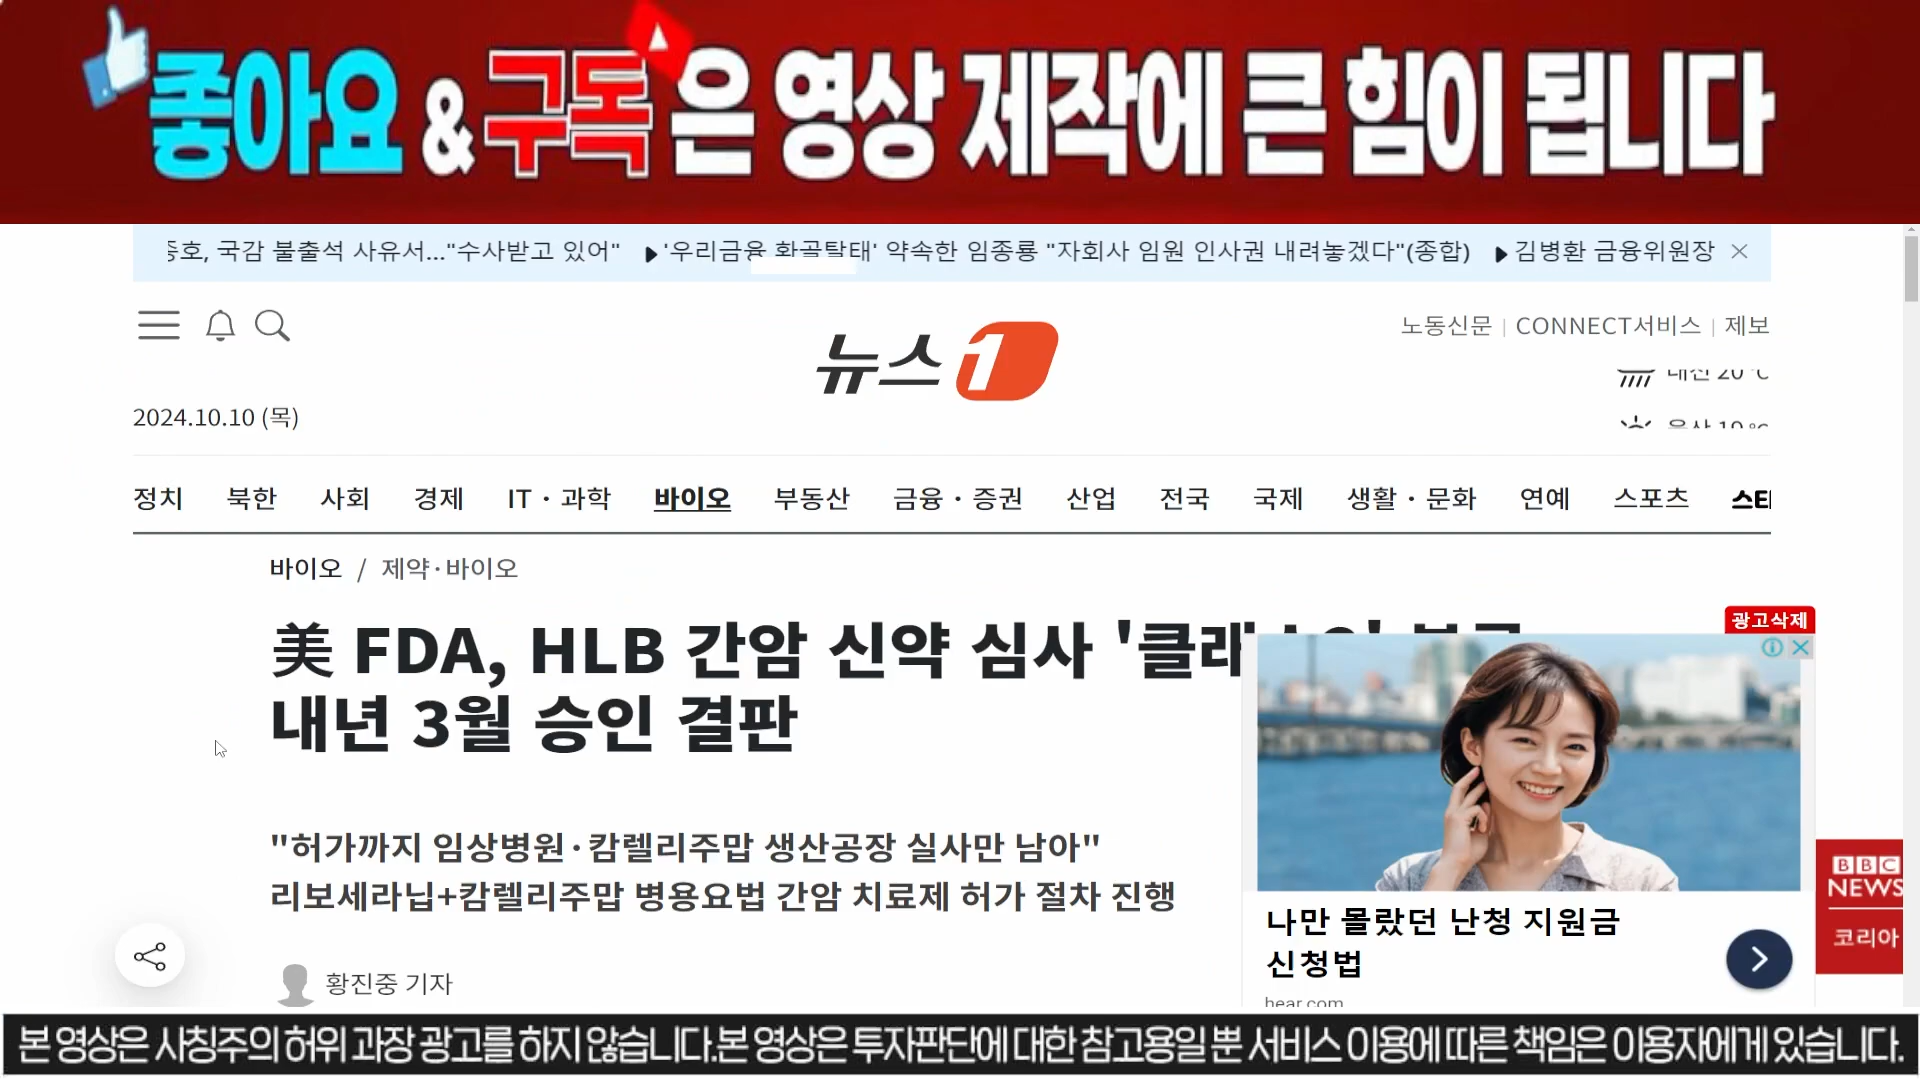 좋아요 & 구독은 영상 제작에 큰 힘이 됩니다
국감 불출석 사유서..."수사받고 있어" ▶'우리금융 환골탈태' 약속한 임종룡 "자회사 임원 인사권 내려놓겠다"(종합) ▶김병환 금융위원장
노동신문 | CONNECT서비스 | 제보
뉴스1
2024.10.10 (목)
정치 북한 사회 경제 IT·과학 바이오 부동산 금융·증권 산업 전국 국제 생활·문화 연예 스포츠
바이오 / 제약·바이오
美 FDA, HLB 간암 신약 심사
내년 3월 승인 결판
"허가까지 임상병원·캄렐리주맙 생산공장 실사만 남아"
리보세라닙+캄렐리주맙 병용요법 간암 치료제 허가 절차 진행
황진중 기자
광고삭제
나만 몰랐던 난청 지원금
신청법
hear.com
BBC
NEWS
코리아
본 영상은 사칭주의 허위 과장 광고를 하지 않습니다.본 영상은 투자판단에 대한 참고용일 뿐 서비스 이용에 따른 책임은 이용자에게 있습니다.